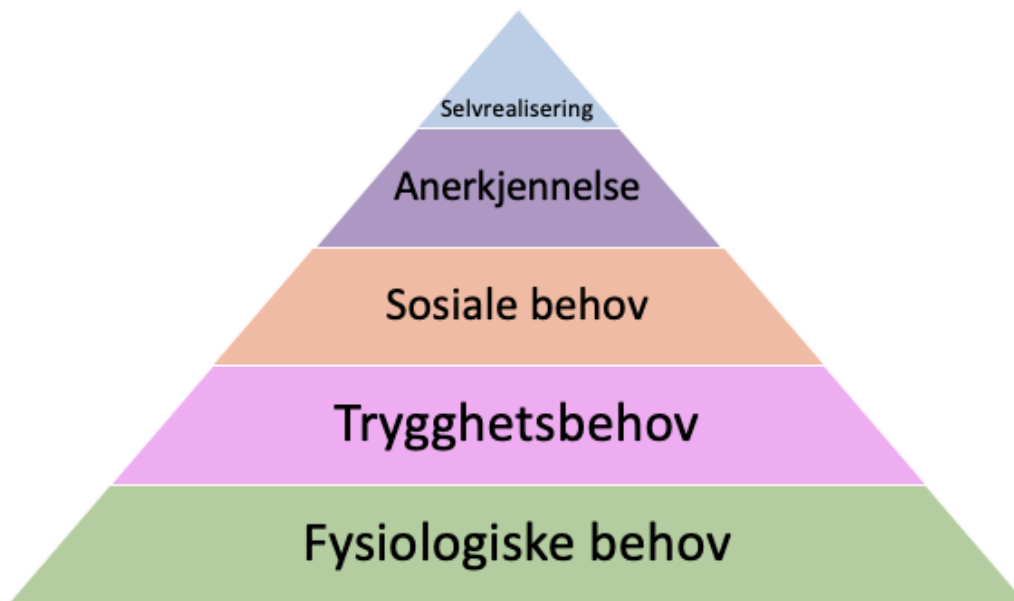 Selvrealisering
Anerkjennelse
Sosiale behov
Trygghetsbehov
Fysiologiske behov